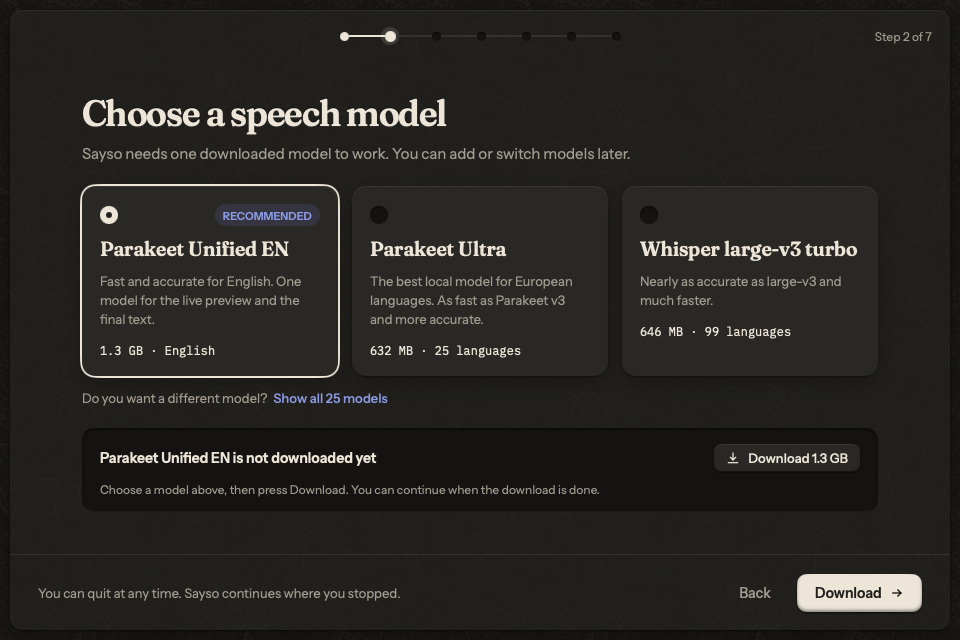 Step 2 of 7
Choose a speech model
Sayso needs one downloaded model to work. You can add or switch models later.
RECOMMENDED
Parakeet Unified EN
Fast and accurate for English. One
model for the live preview and the
final text.
1.3 GB · English
Parakeet Ultra
The best local model for European
languages. As fast as Parakeet v3
and more accurate.
632 MB · 25 languages
Whisper large-v3 turbo
Nearly as accurate as large-v3 and
much faster.
646 MB · 99 languages
Do you want a different model? Show all 25 models
Parakeet Unified EN is not downloaded yet
Download 1.3 GB
Choose a model above, then press Download. You can continue when the download is done.
You can quit at any time. Sayso continues where you stopped.
Back
Download →